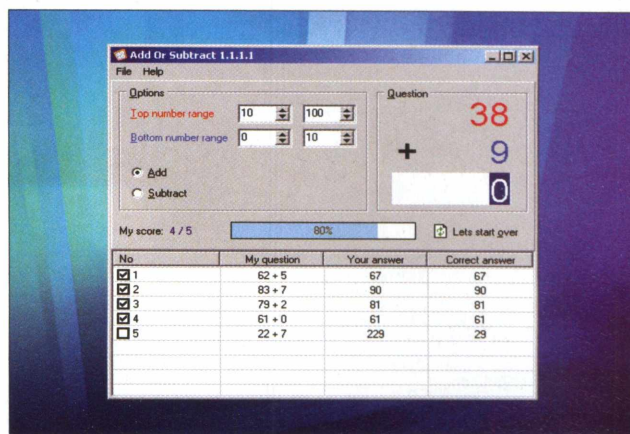 Add Or Subtract 1.1.1.1
File Help
Options
Top number range 10 100
Bottom number range 0 10
Add
Subtract
Question
38
+ 9
0
My score: 4 / 5 80% Lets start over
No My question Your answer Correct answer
1 62 + 5 67 67
2 83 + 7 90 90
3 79 + 2 81 81
4 61 + 0 61 61
5 22 + 7 229 29